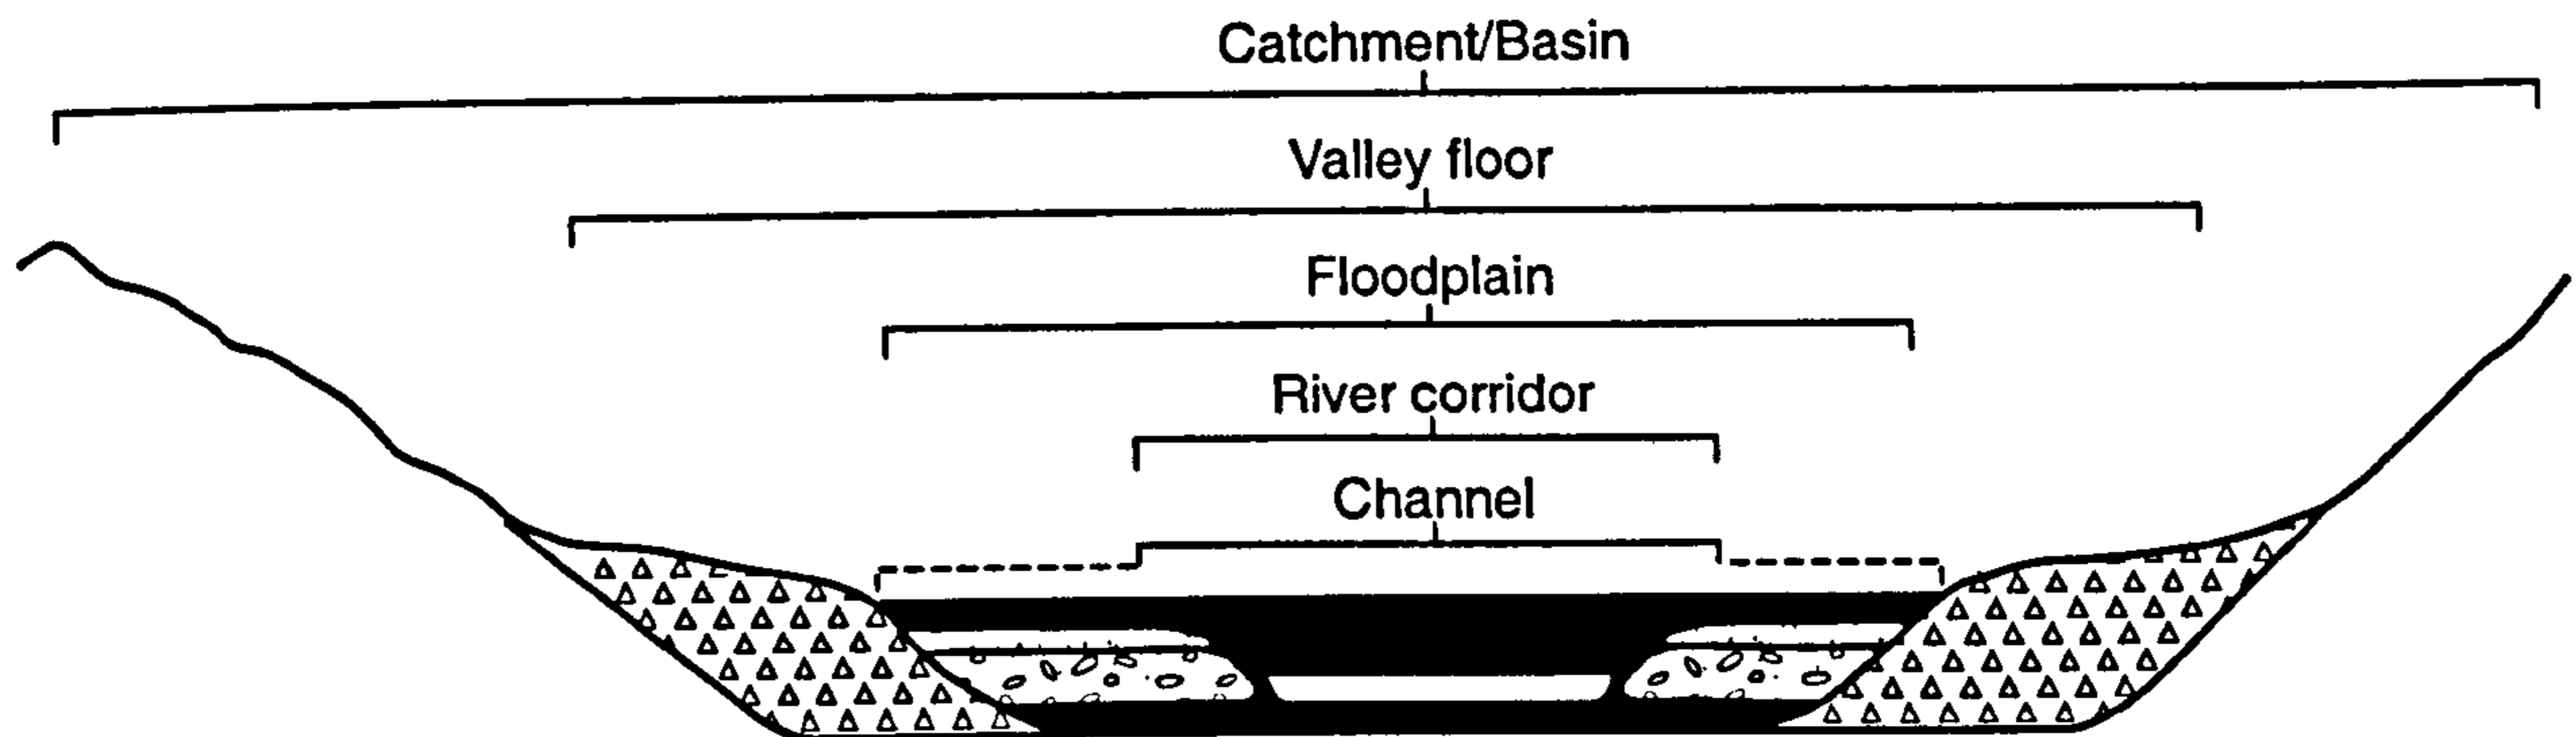 Catchment/Basin
Valley floor
Floodplain
River corridor
Channel